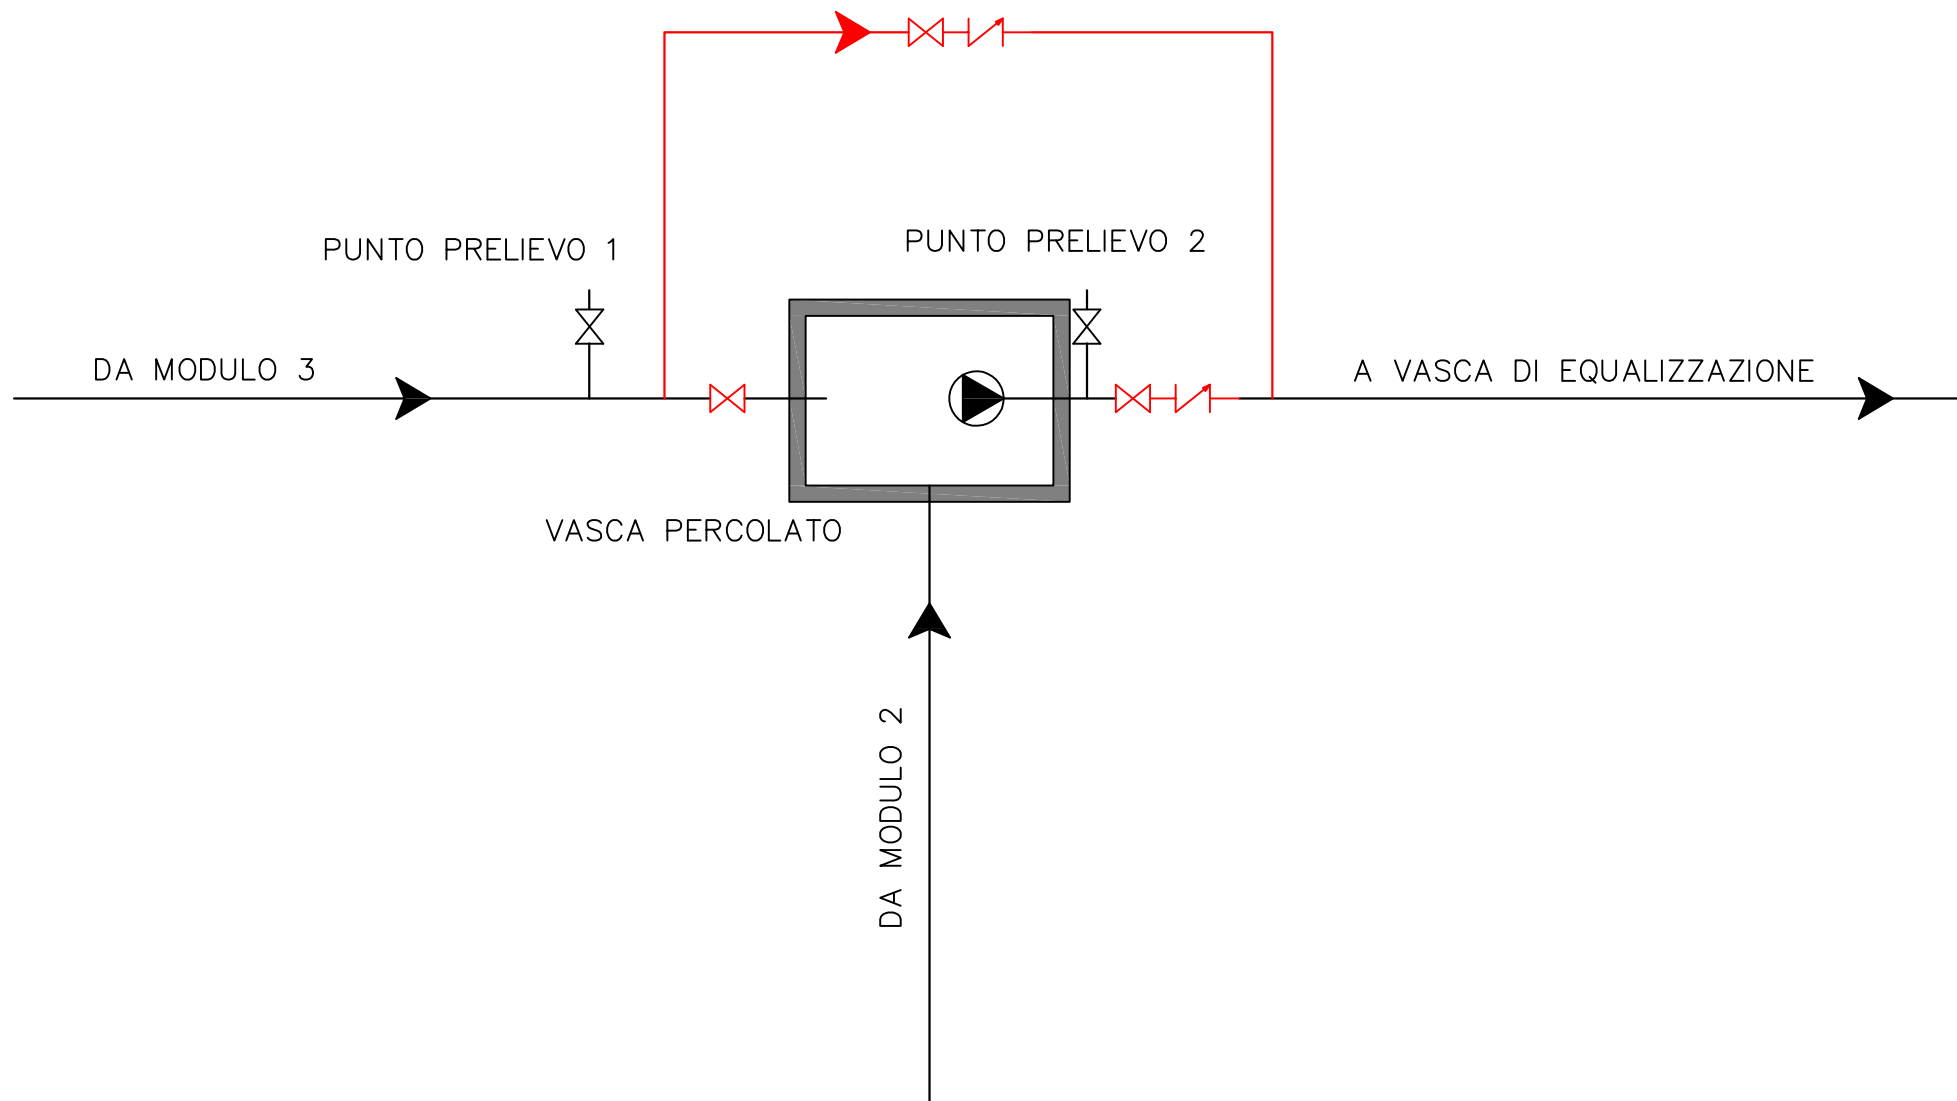 PUNTO PRELIEVO 1
PUNTO PRELIEVO 2
DA MODULO 3
A VASCA DI EQUALIZZAZIONE
VASCA PERCOLATO
DA MODULO 2